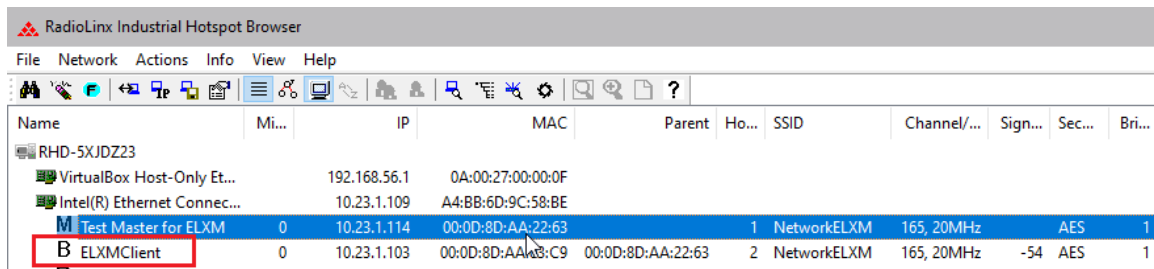 RadioLinx Industrial Hotspot Browser
File Network Actions Info View Help
Name Mi... IP MAC Parent Ho... SSID Channel/... Sign... Sec... Bri...
RHD-5XJDZ23
VirtualBox Host-Only Et... 192.168.56.1 0A:00:27:00:00:0F
Intel(R) Ethernet Connec... 10.23.1.109 A4:BB:6D:9C:58:BE
M Test Master for ELXM 0 10.23.1.114 00:0D:8D:AA:22:63 1 NetworkELXM 165, 20MHz AES 1
B ELXMClient 0 10.23.1.103 00:0D:8D:AA:22:63 2 NetworkELXM 165, 20MHz -54 AES 1